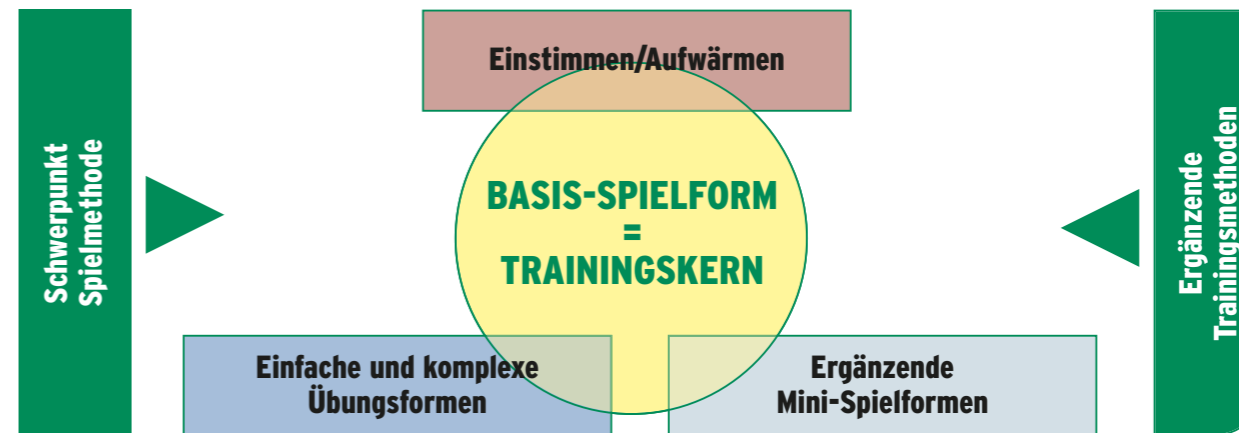 Einstimmen/Aufwärmen
Schwerpunkt
Spielmethode
BASIS-SPIELFORM
=
TRAININGSKERN
Ergänzende
Trainingsmethoden
Einfache und komplexe
Übungsformen
Ergänzende
Mini-Spielformen